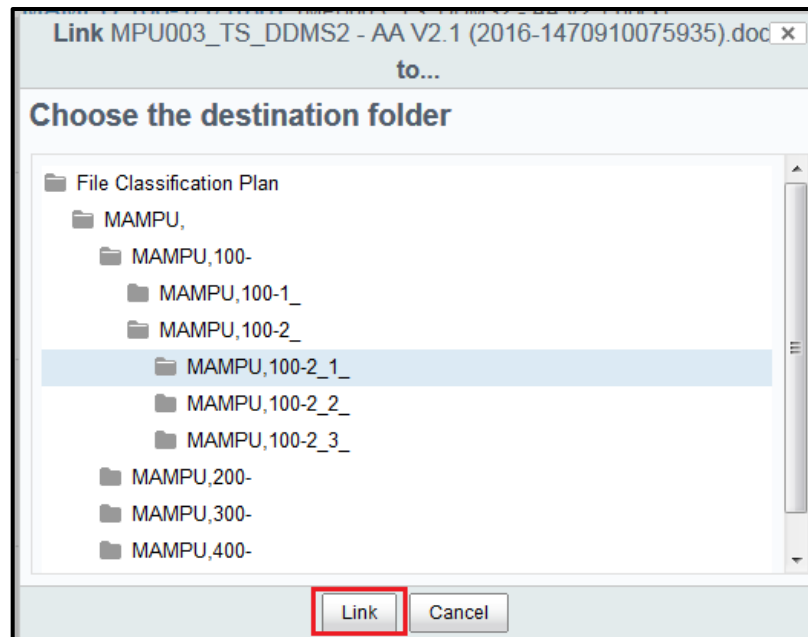 Link MPU003_TS_DDMS2 - AA V2.1 (2016-1470910075935).doc
to...
Choose the destination folder
File Classification Plan
MAMPU,
MAMPU,100-
MAMPU,100-1_
MAMPU,100-2_
MAMPU,100-2_1_
MAMPU,100-2_2_
MAMPU,100-2_3_
MAMPU,200-
MAMPU,300-
MAMPU,400-
Link Cancel